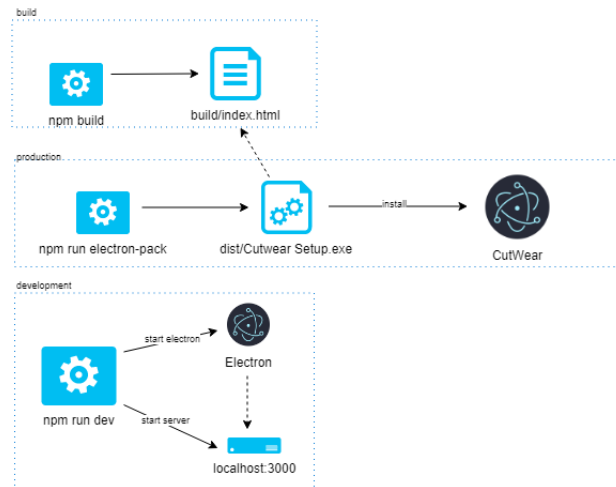 build
npm build
build/index.html
production
npm run electron-pack
dist/Cutwear Setup.exe
install
CutWear
development
start electron
Electron
npm run dev
start server
localhost:3000